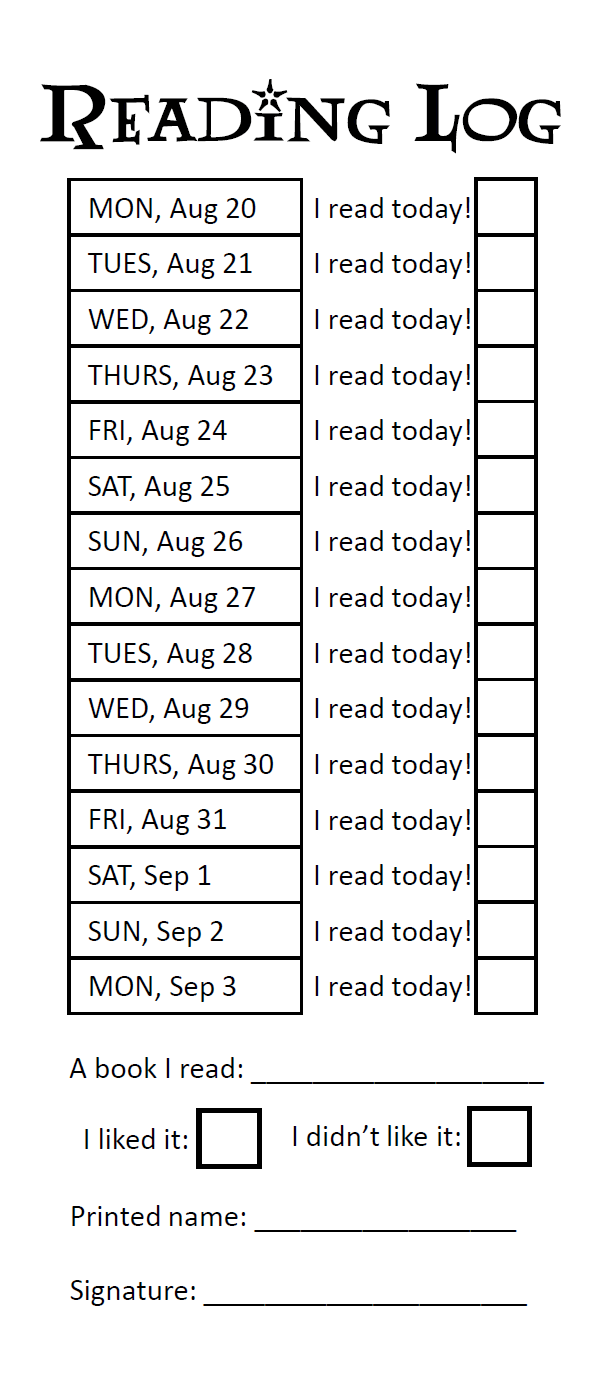 READING LOG
MON, Aug 20 I read today!
TUES, Aug 21 I read today!
WED, Aug 22 I read today!
THURS, Aug 23 I read today!
FRI, Aug 24 I read today!
SAT, Aug 25 I read today!
SUN, Aug 26 I read today!
MON, Aug 27 I read today!
TUES, Aug 28 I read today!
WED, Aug 29 I read today!
THURS, Aug 30 I read today!
FRI, Aug 31 I read today!
SAT, Sep 1 I read today!
SUN, Sep 2 I read today!
MON, Sep 3 I read today!
A book I read: ___________________
I liked it: I didn’t like it:
Printed name: _________________
Signature: _____________________